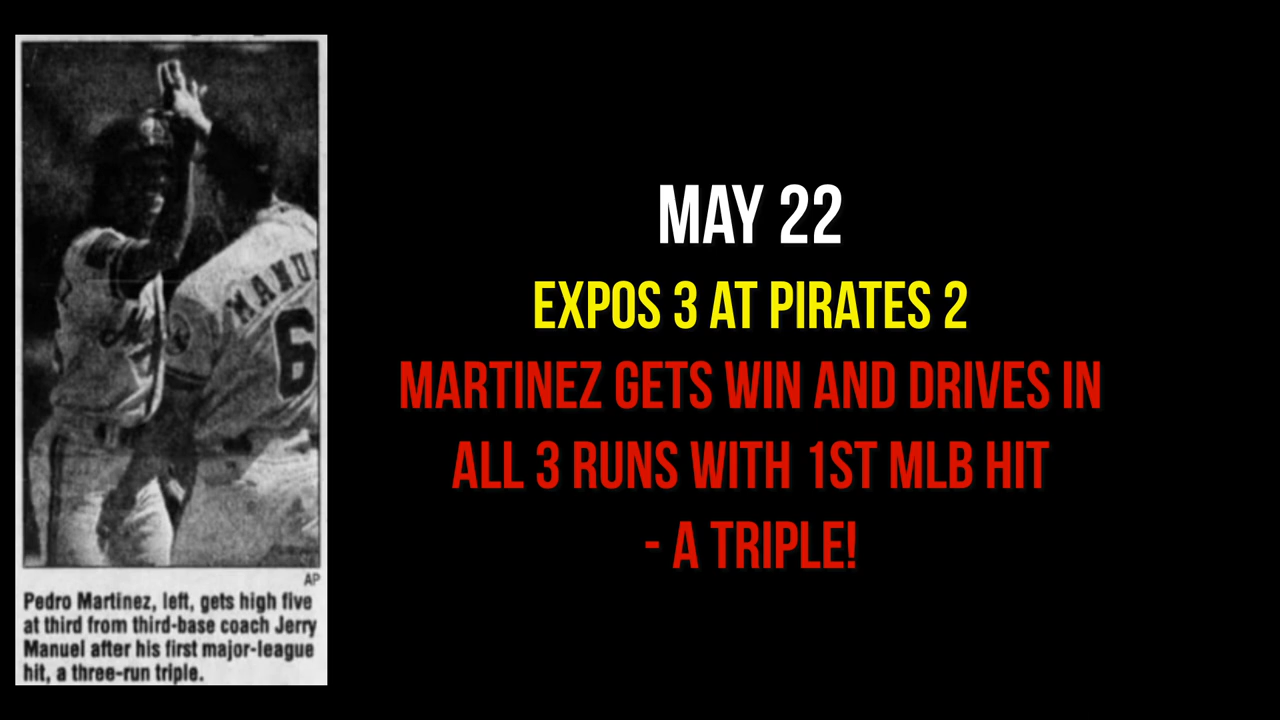 MANU
6
AP
Pedro Martinez, left, gets high five
at third from third-base coach Jerry
Manuel after his first major-league
hit, a three-run triple.
MAY 22
EXPOS 3 AT PIRATES 2
MARTINEZ GETS WIN AND DRIVES IN
ALL 3 RUNS WITH 1ST MLB HIT
- A TRIPLE!